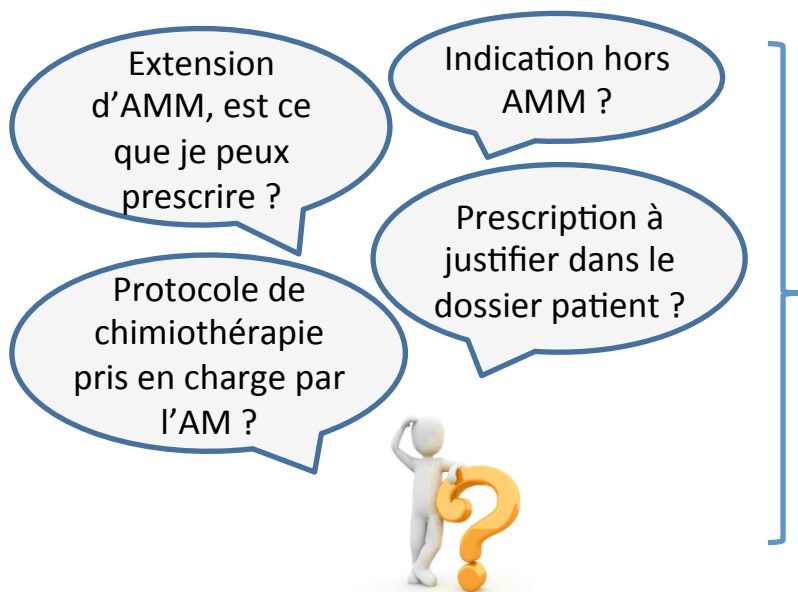 Extension
d'AMM, est ce
que je peux
prescrire ?
Indication hors
AMM ?
Prescription à
justifier dans le
dossier patient ?
Protocole de
chimiothérapie
pris en charge par
l'AM ?